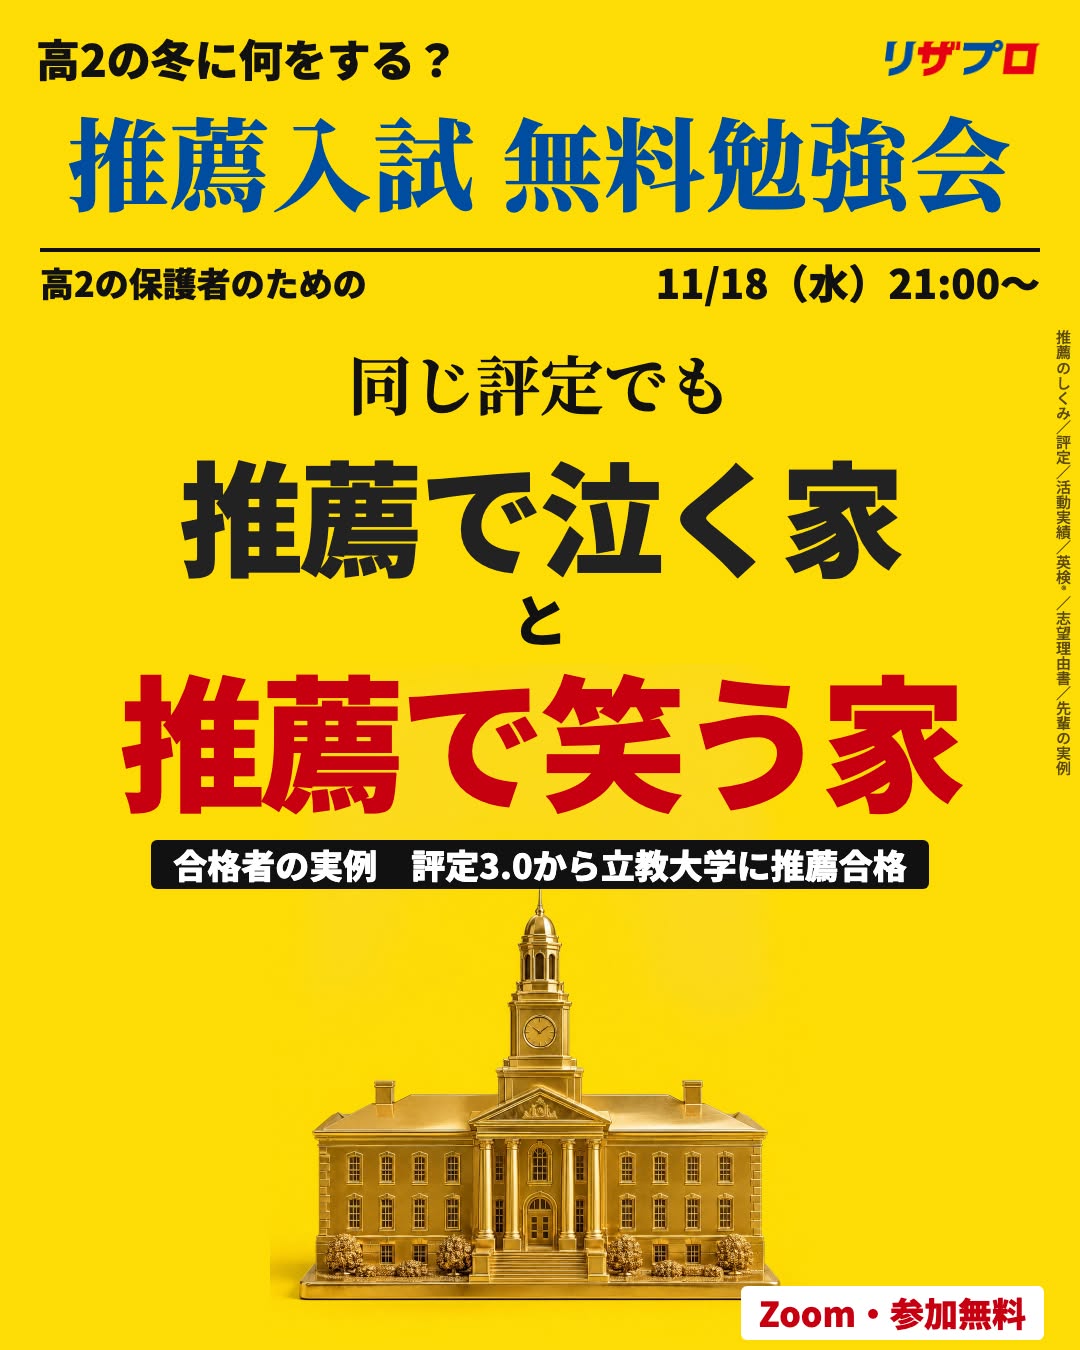 高2の冬に何をする？
リザプロ
推薦入試 無料勉強会
高2の保護者のための
11/18（水）21:00〜
同じ評定でも
推薦で泣く家
と
推薦で笑う家
合格者の実例　評定3.0から立教大学に推薦合格
推薦のしくみ／評定／活動実績／英検®／志望理由書／先輩の実例
Zoom・参加無料